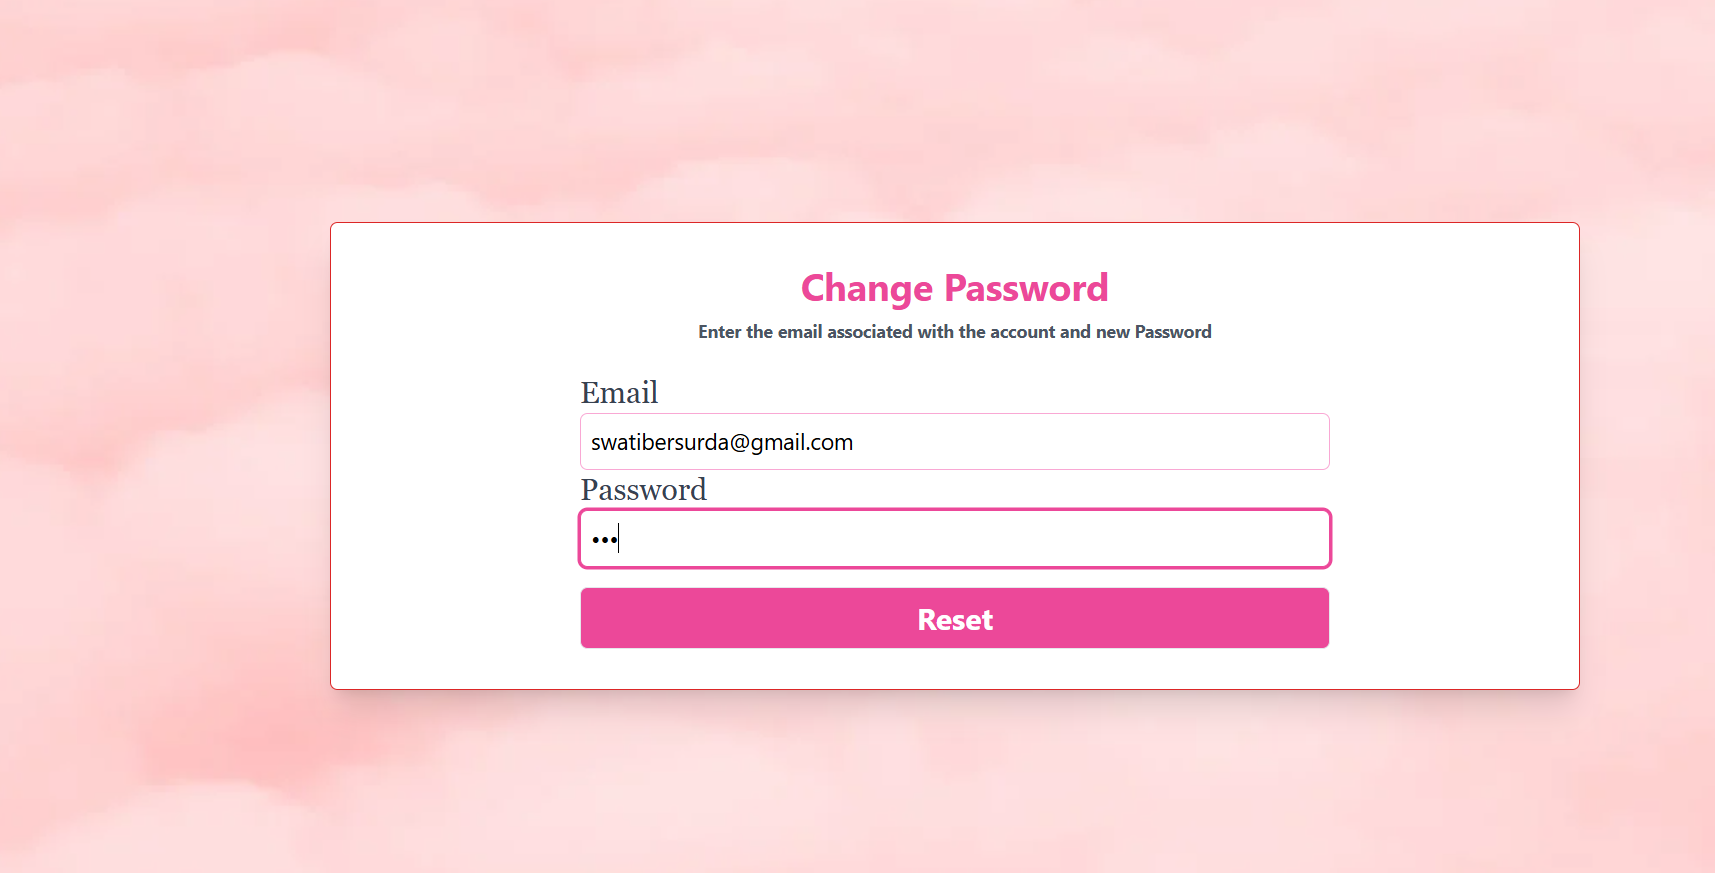 Change Password
Enter the email associated with the account and new Password
Email
swatibersurda@gmail.com
Password
•••
Reset